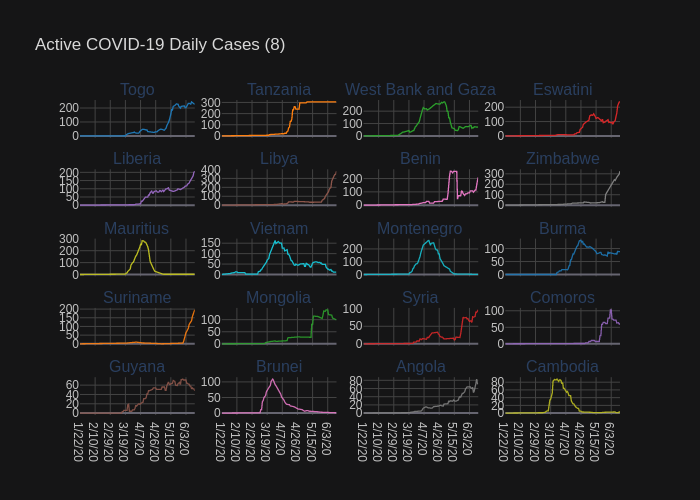 Active COVID-19 Daily Cases (8)
Togo Tanzania West Bank and Gaza Eswatini
200 300 200 200
100 200 100 100
100
0 0 0 0
Liberia Libya Benin Zimbabwe
200 400 200 300
150 300 100 200
100 200 100
50 100
0 0 0 0
Mauritius Vietnam Montenegro Burma
300 150 200 100
200 100 100 50
100 50
0 0 0 0
Suriname Mongolia Syria Comoros
200 100 100 100
150 50 50 50
100
50
0 0 0 0
Guyana Brunei Angola Cambodia
60 100 80 80
40 50 60 60
20 40 40
20 20
0 0 0 0
1/22/20 2/10/20 2/29/20 3/19/20 4/7/20 4/26/20 5/15/20 6/3/20 1/22/20 2/10/20 2/29/20 3/19/20 4/7/20 4/26/20 5/15/20 6/3/20 1/22/20 2/10/20 2/29/20 3/19/20 4/7/20 4/26/20 5/15/20 6/3/20 1/22/20 2/10/20 2/29/20 3/19/20 4/7/20 4/26/20 5/15/20 6/3/20